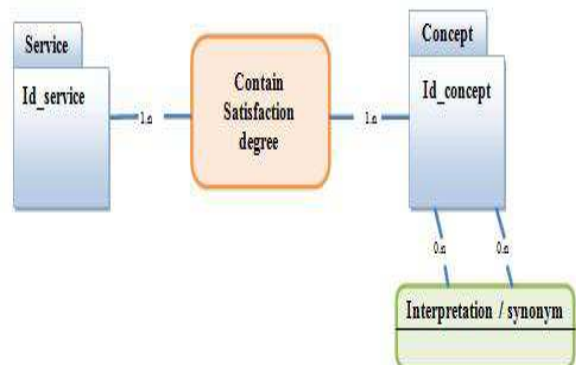 Service
Id_service
1.n
Contain
Satisfaction
degree
1.n
Concept
Id_concept
0.n
0.n
Interpretation / synonym